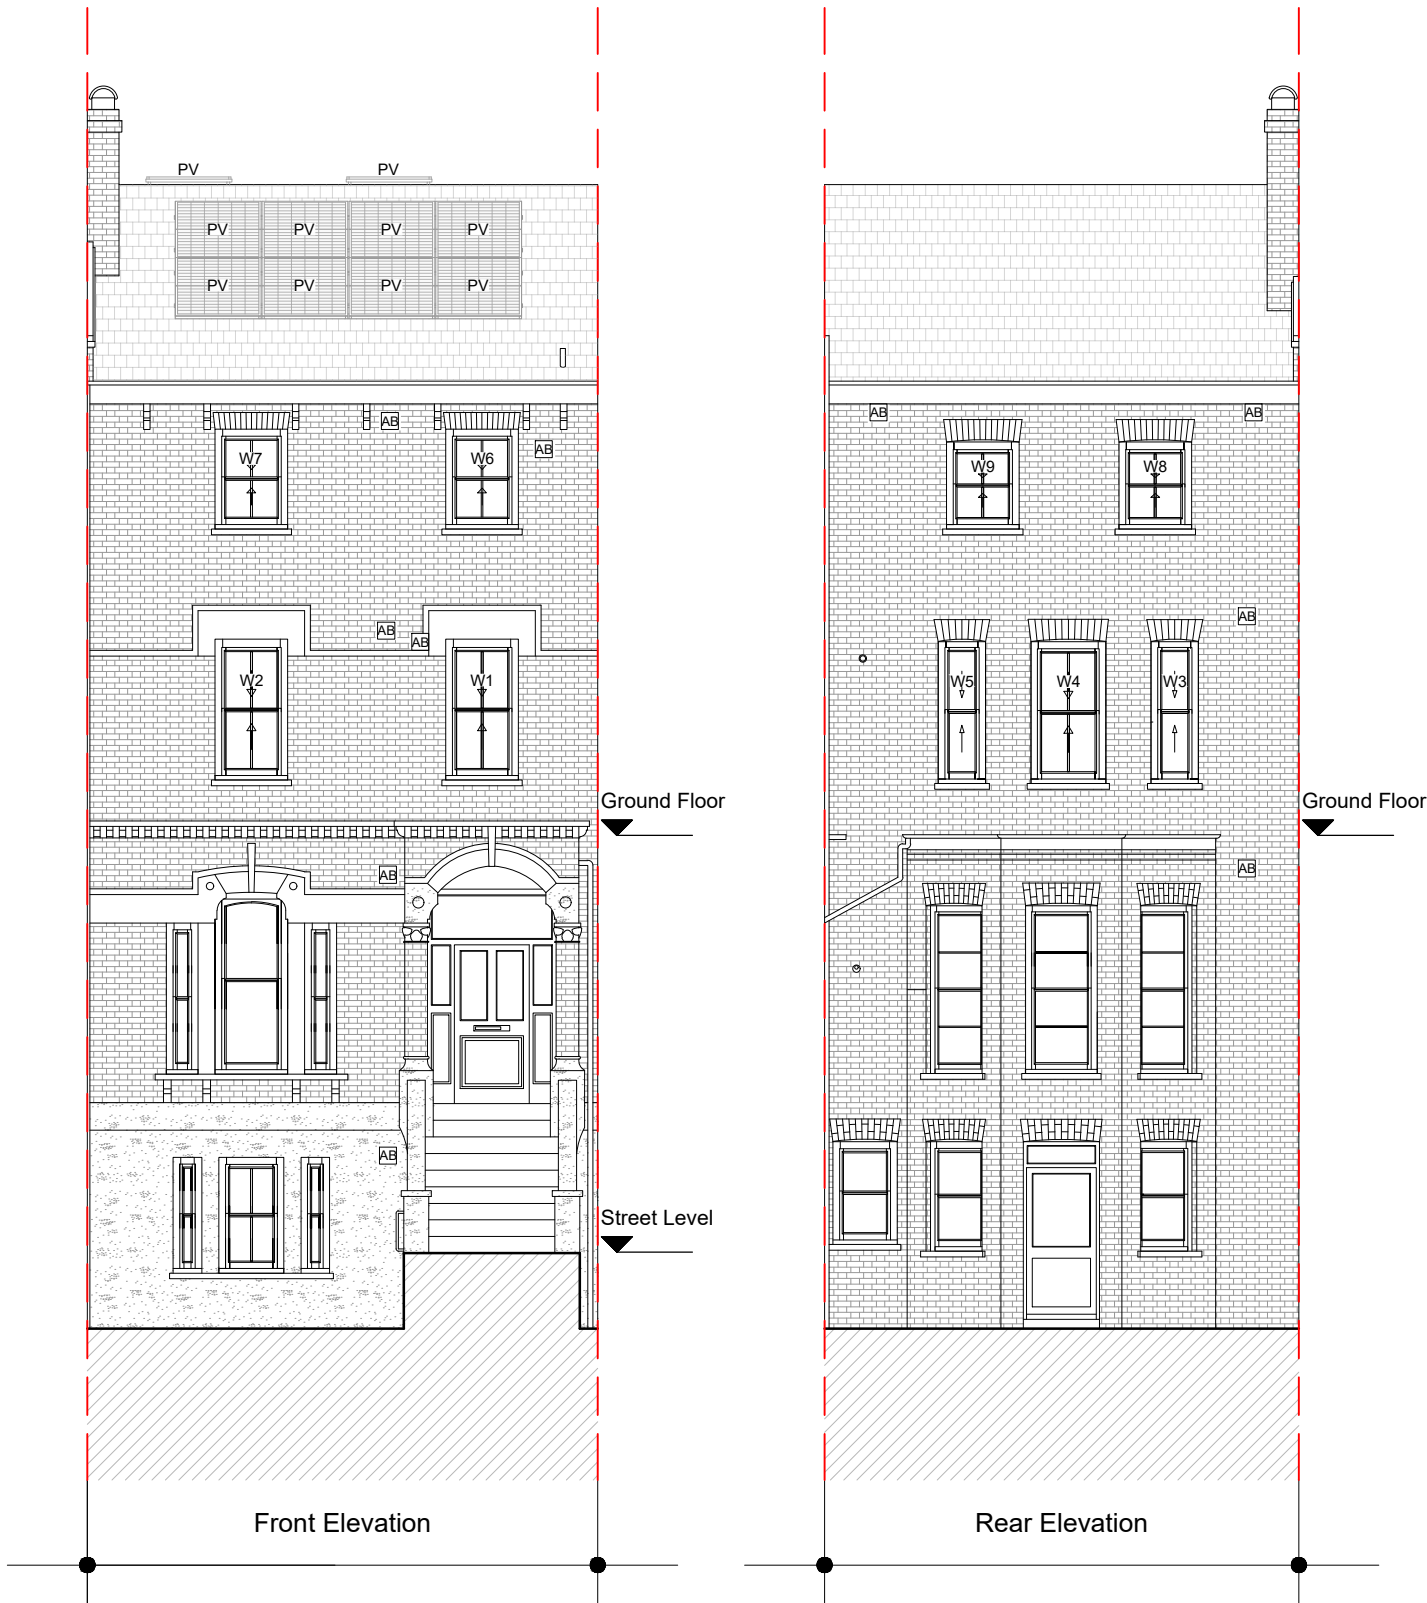 PV PV
PV PV PV PV
PV PV PV PV
AB
AB
W7 W6
AB
AB
W2 W1
Ground Floor
AB
AB
Street Level
Front Elevation
AB AB
W9 W8
AB
W5 W4 W3
Ground Floor
AB
Rear Elevation